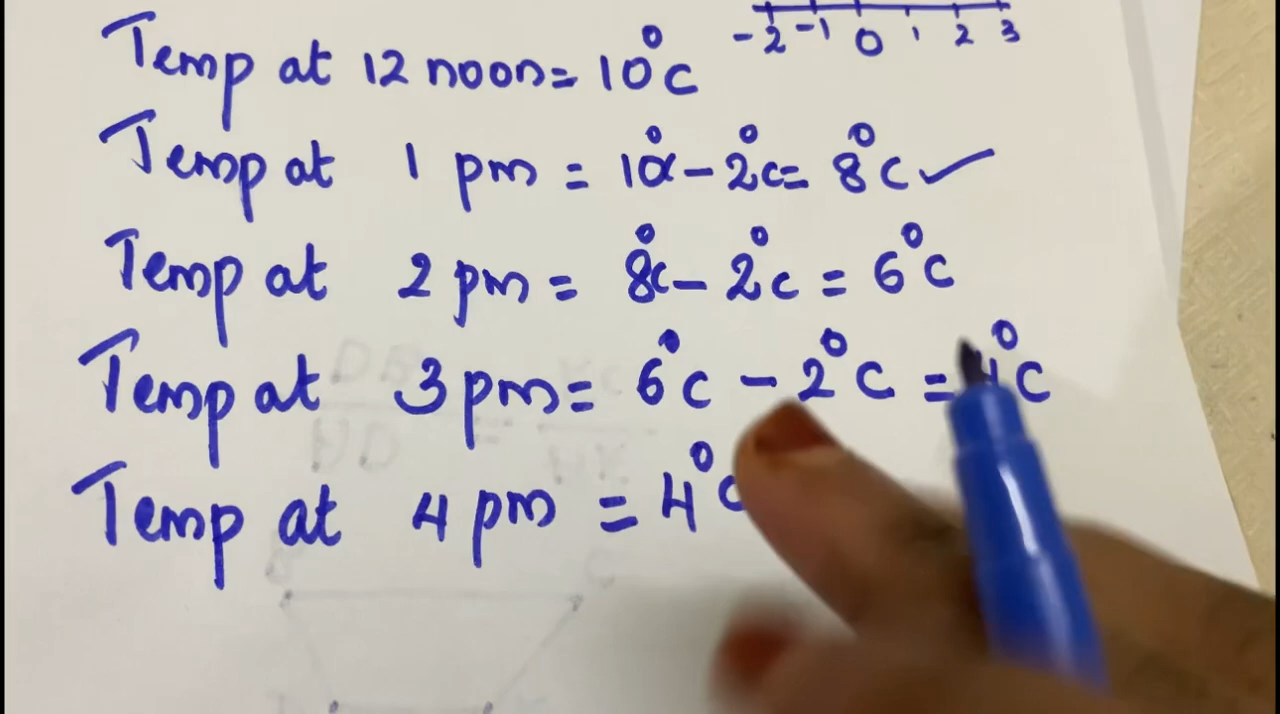 -2 -1 0 1 2 3
Temp at 12 noon = 10°C
Temp at 1 pm = 10°C - 2°C = 8°C ✓
Temp at 2 pm = 8°C - 2°C = 6°C
Temp at 3 pm = 6°C - 2°C = 4°C
Temp at 4 pm = 4°C